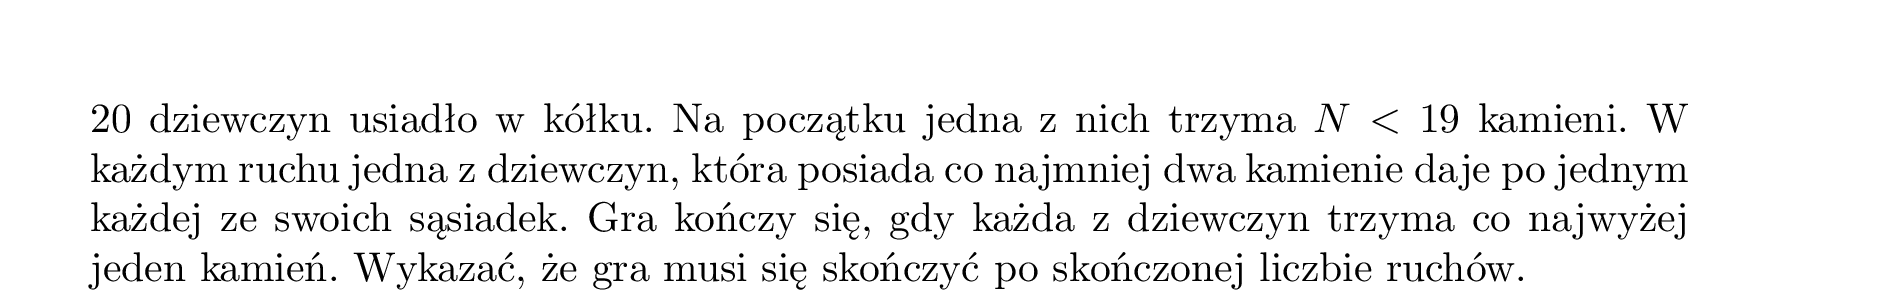 20 dziewczyn usiadło w kółku. Na początku jedna z nich trzyma N < 19 kamieni. W
każdym ruchu jedna z dziewczyn, która posiada co najmniej dwa kamienie daje po jednym
każdej ze swoich sąsiadek. Gra kończy się, gdy każda z dziewczyn trzyma co najwyżej
jeden kamień. Wykazać, że gra musi się skończyć po skończonej liczbie ruchów.